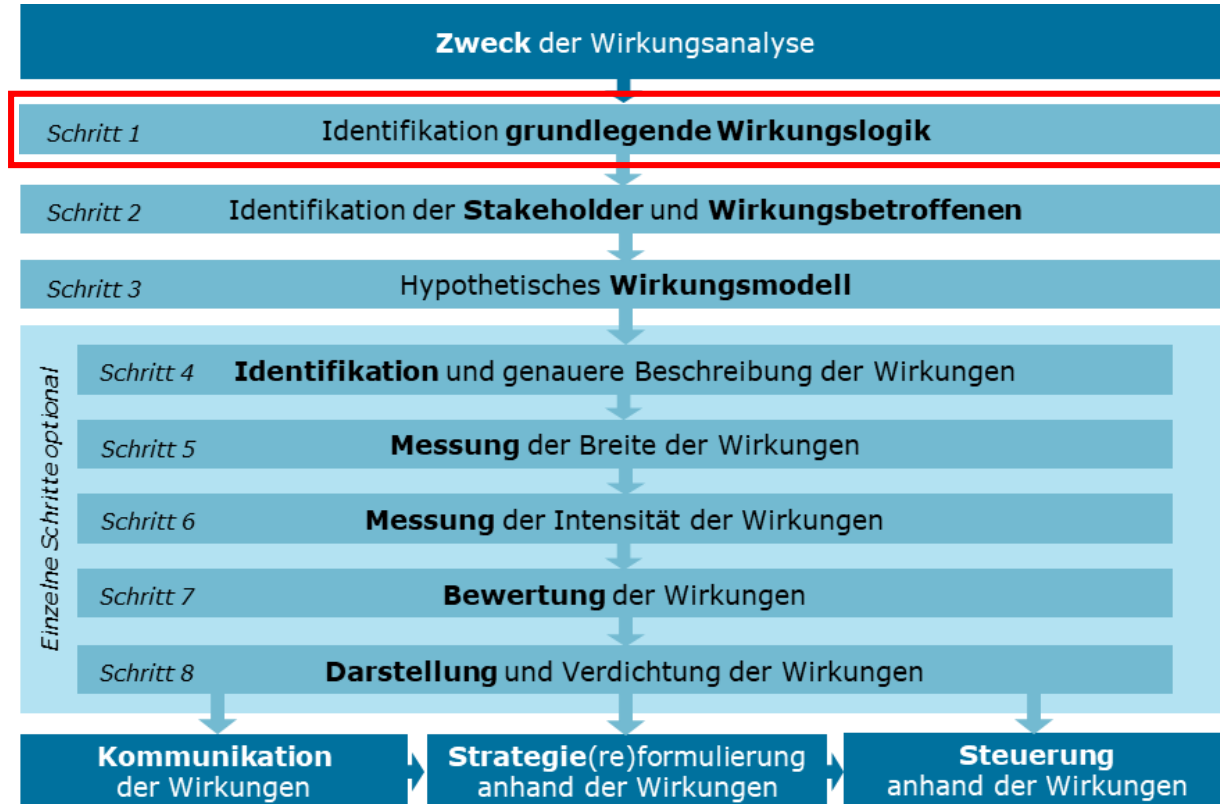 Zweck der Wirkungsanalyse
Schritt 1 Identifikation grundlegende Wirkungslogik
Schritt 2 Identifikation der Stakeholder und Wirkungsbetroffenen
Schritt 3 Hypothetisches Wirkungsmodell
Einzelne Schritte optional
Schritt 4 Identifikation und genauere Beschreibung der Wirkungen
Schritt 5 Messung der Breite der Wirkungen
Schritt 6 Messung der Intensität der Wirkungen
Schritt 7 Bewertung der Wirkungen
Schritt 8 Darstellung und Verdichtung der Wirkungen
Kommunikation
der Wirkungen
Strategie(re)formulierung
anhand der Wirkungen
Steuerung
anhand der Wirkungen